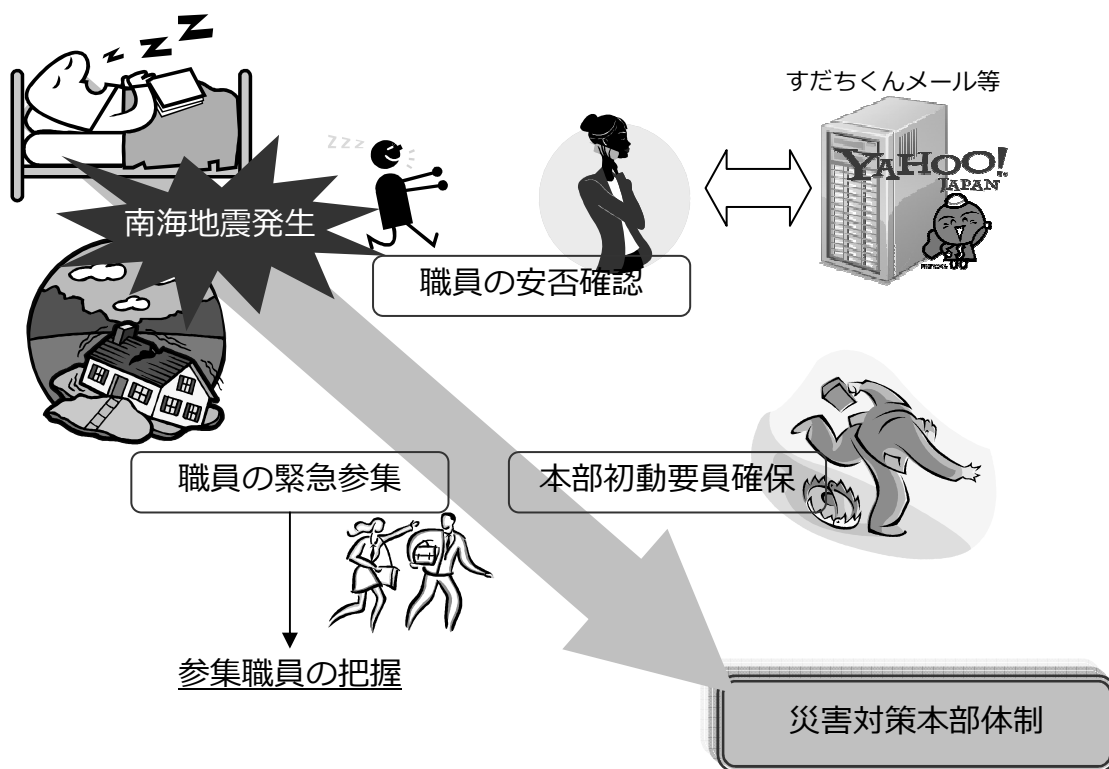 zzz
すだちくんメール等
zzz
YAHOO!
JAPAN
南海地震発生
職員の安否確認
職員の緊急参集
本部初動要員確保
参集職員の把握
災害対策本部体制